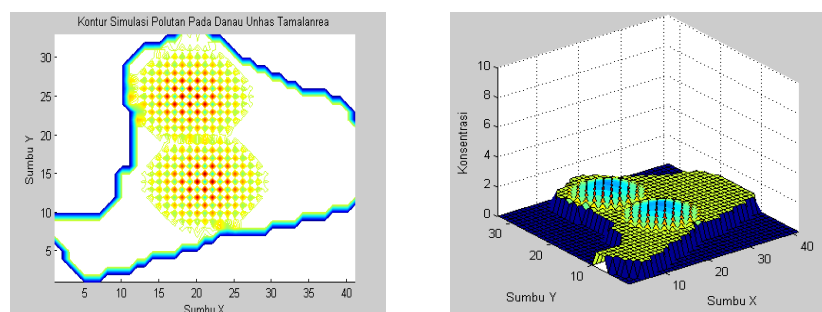 Kontur Simulasi Polutan Pada Danau Unhas Tamalanrea
30
25
20
15
10
5
Sumbu Y
5 10 15 20 25 30 35 40
Sumbu X
10
8
6
4
2
0
Konsentrasi
30
20
10
Sumbu Y
10
20
30
40
Sumbu X